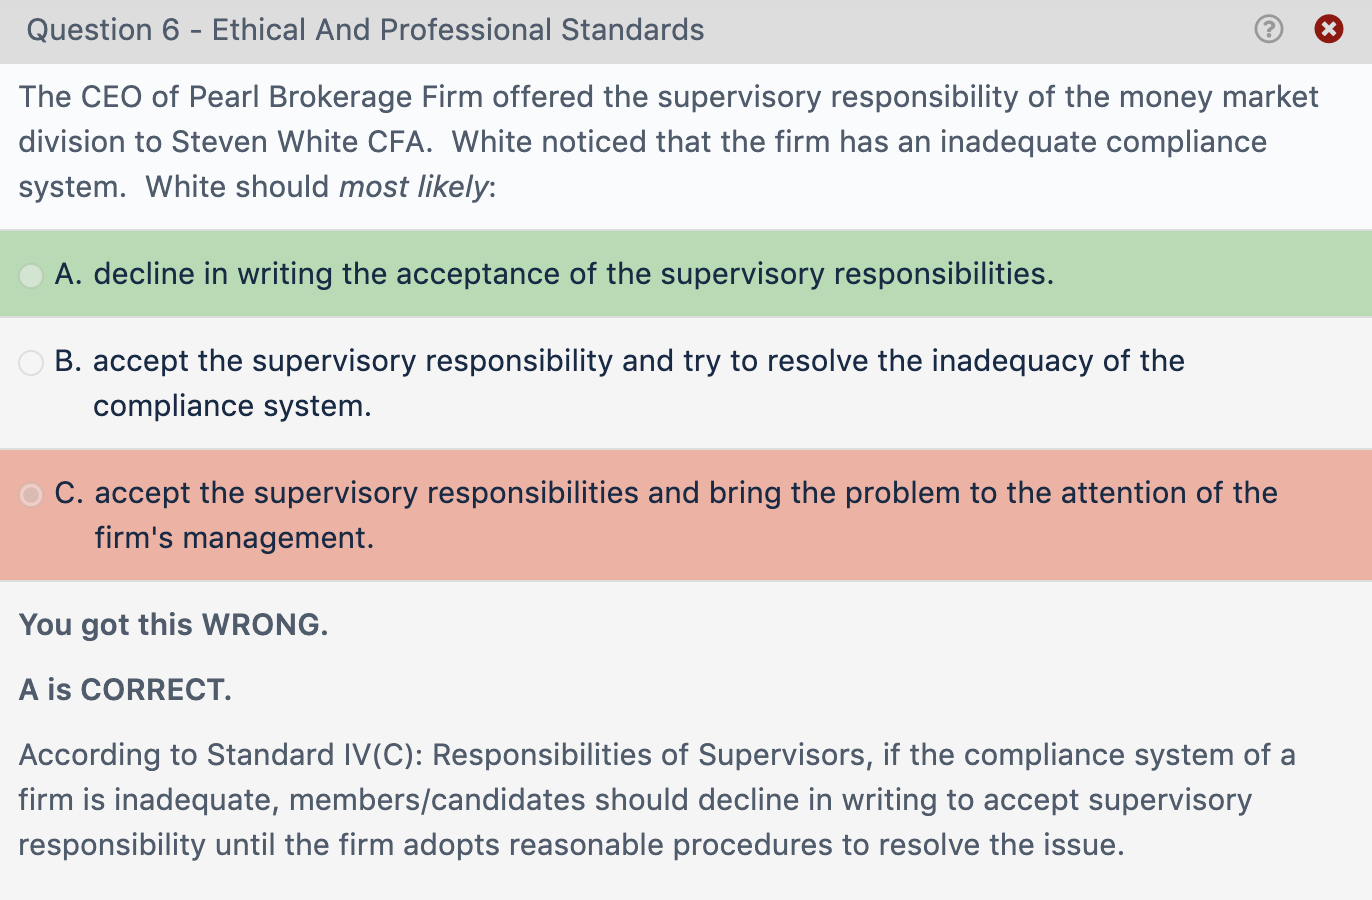 Question 6 - Ethical And Professional Standards
The CEO of Pearl Brokerage Firm offered the supervisory responsibility of the money market
division to Steven White CFA.  White noticed that the firm has an inadequate compliance
system.  White should most likely:
A. decline in writing the acceptance of the supervisory responsibilities.
B. accept the supervisory responsibility and try to resolve the inadequacy of the
compliance system.
C. accept the supervisory responsibilities and bring the problem to the attention of the
firm's management.
You got this WRONG.
A is CORRECT.
According to Standard IV(C): Responsibilities of Supervisors, if the compliance system of a
firm is inadequate, members/candidates should decline in writing to accept supervisory
responsibility until the firm adopts reasonable procedures to resolve the issue.